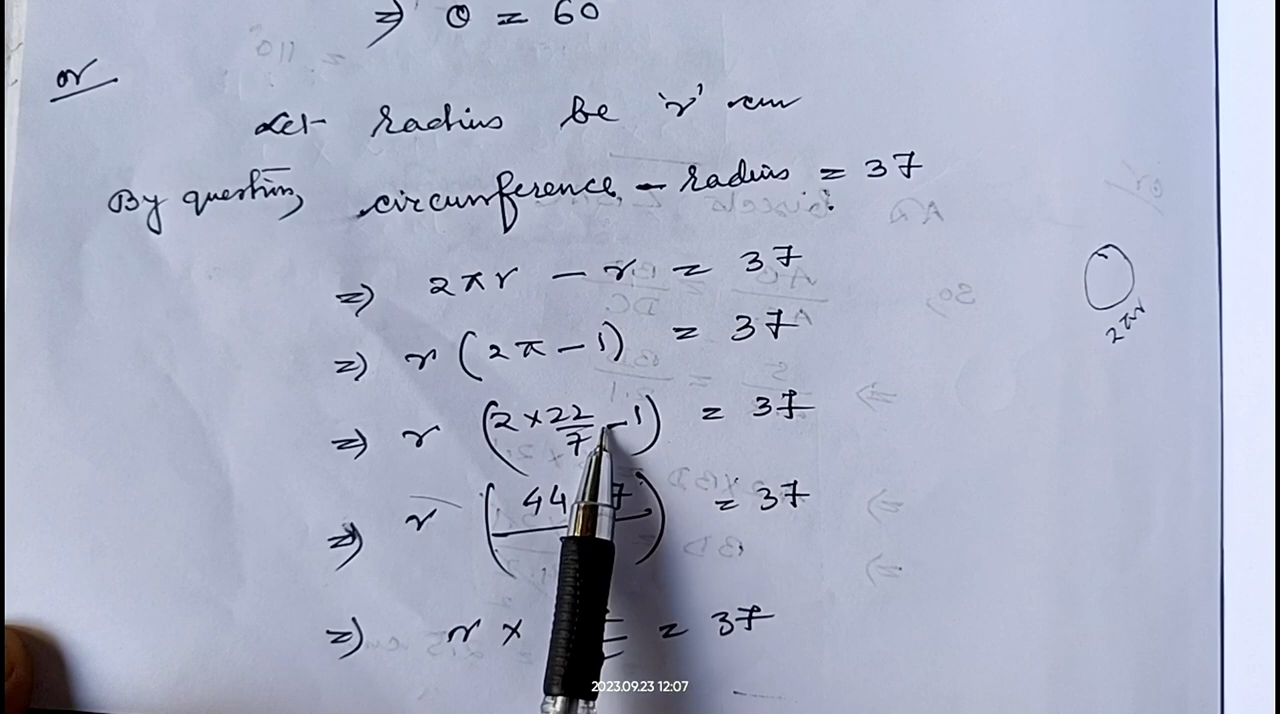 ⇒ θ = 60
or
Let radius be 'r' cm
By question, circumference - radius = 37
⇒ 2πr - r = 37
⇒ r (2π - 1) = 37
⇒ r (2 × 22/7 - 1) = 37
⇒ r (44 7) = 37
⇒ r × = 37
2πr
2023.09.23 12:07